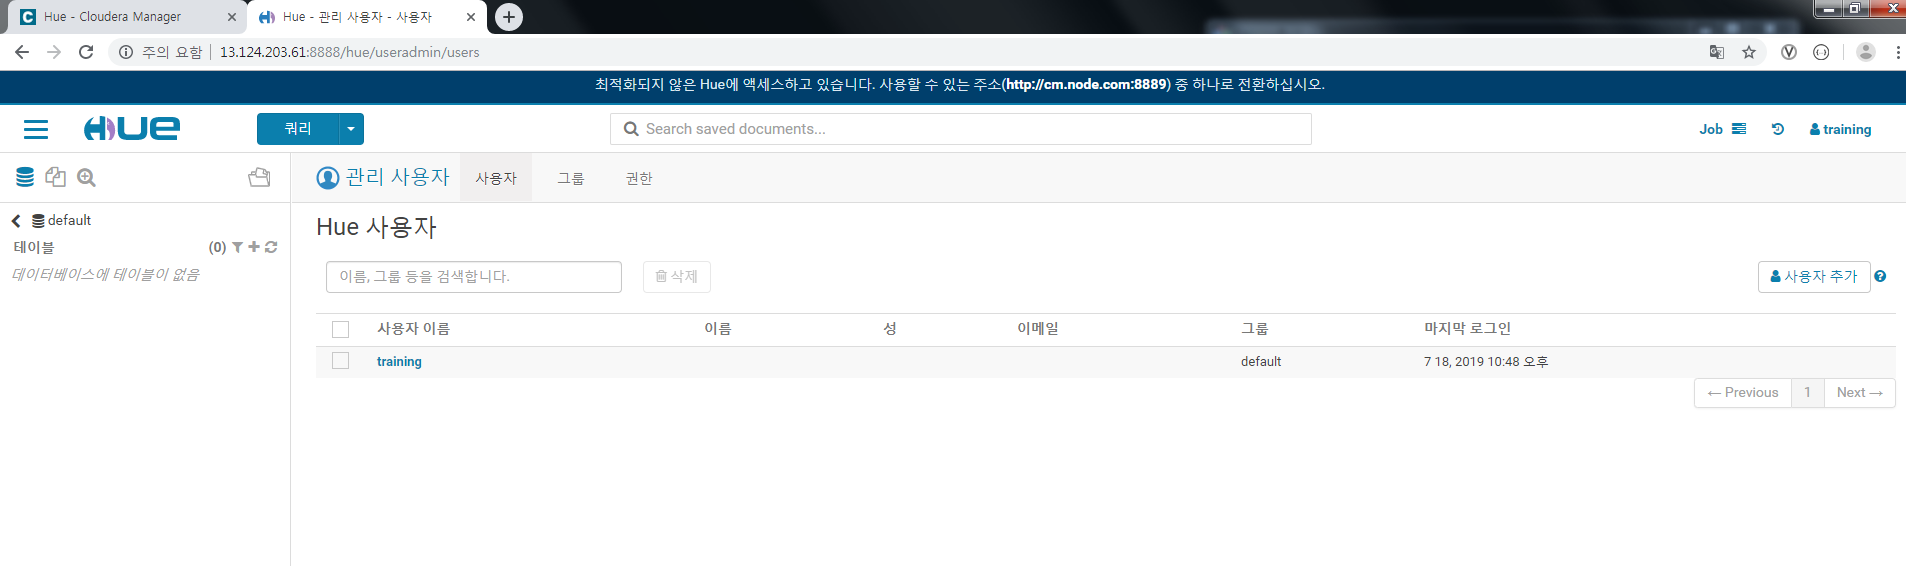 Hue - Cloudera Manager
Hue - 관리 사용자 - 사용자
주의 요함 | 13.124.203.61:8888/hue/useradmin/users
최적화되지 않은 Hue에 액세스하고 있습니다. 사용할 수 있는 주소(http://cm.node.com:8889) 중 하나로 전환하십시오.
HUE 쿼리 Search saved documents... Job training
관리 사용자 사용자 그룹 권한
default
테이블 (0)
데이터베이스에 테이블이 없음
Hue 사용자
이름, 그룹 등을 검색합니다. 삭제 사용자 추가
사용자 이름 이름 성 이메일 그룹 마지막 로그인
training default 7 18, 2019 10:48 오후
← Previous 1 Next →